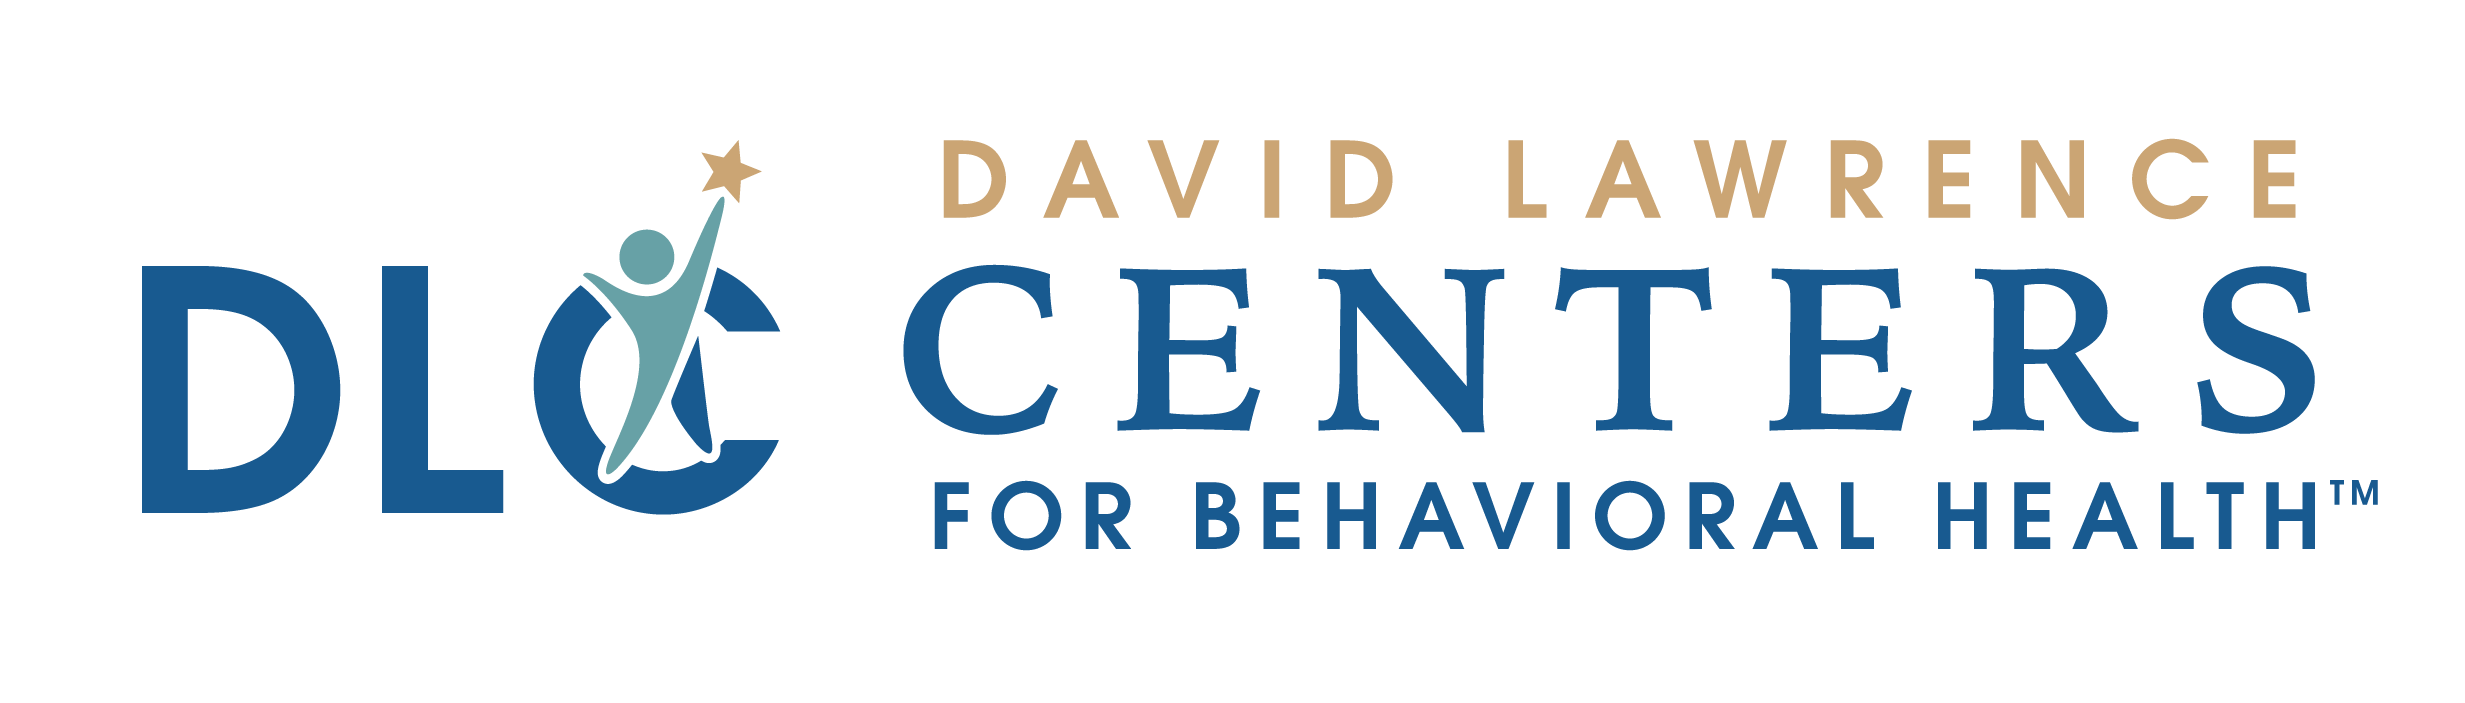 DLC
DAVID LAWRENCE
CENTERS
FOR BEHAVIORAL HEALTH™